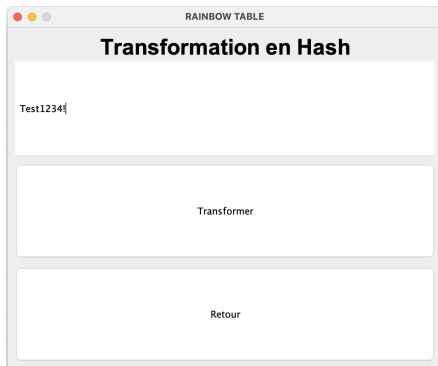 RAINBOW TABLE
Transformation en Hash
Test1234!
Transformer
Retour